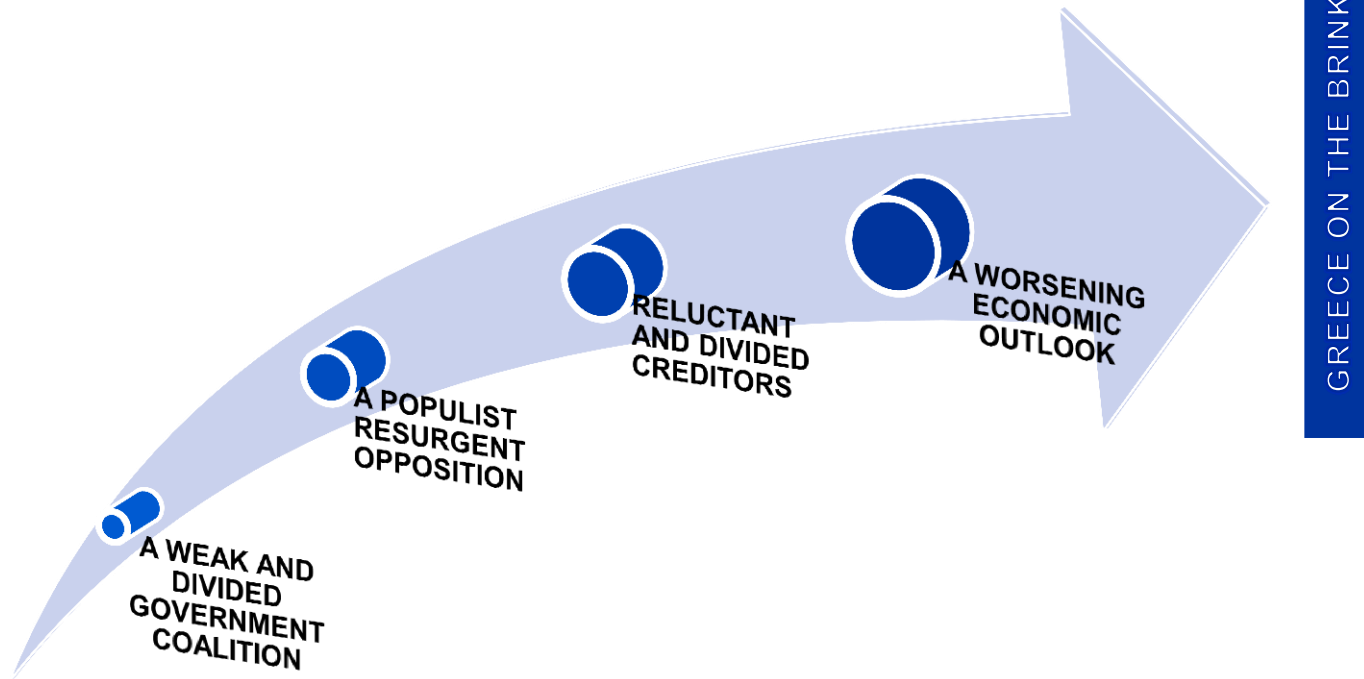 GREECE ON THE BRINK
A WORSENING
ECONOMIC
OUTLOOK
RELUCTANT
AND DIVIDED
CREDITORS
A POPULIST
RESURGENT
OPPOSITION
A WEAK AND
DIVIDED
GOVERNMENT
COALITION